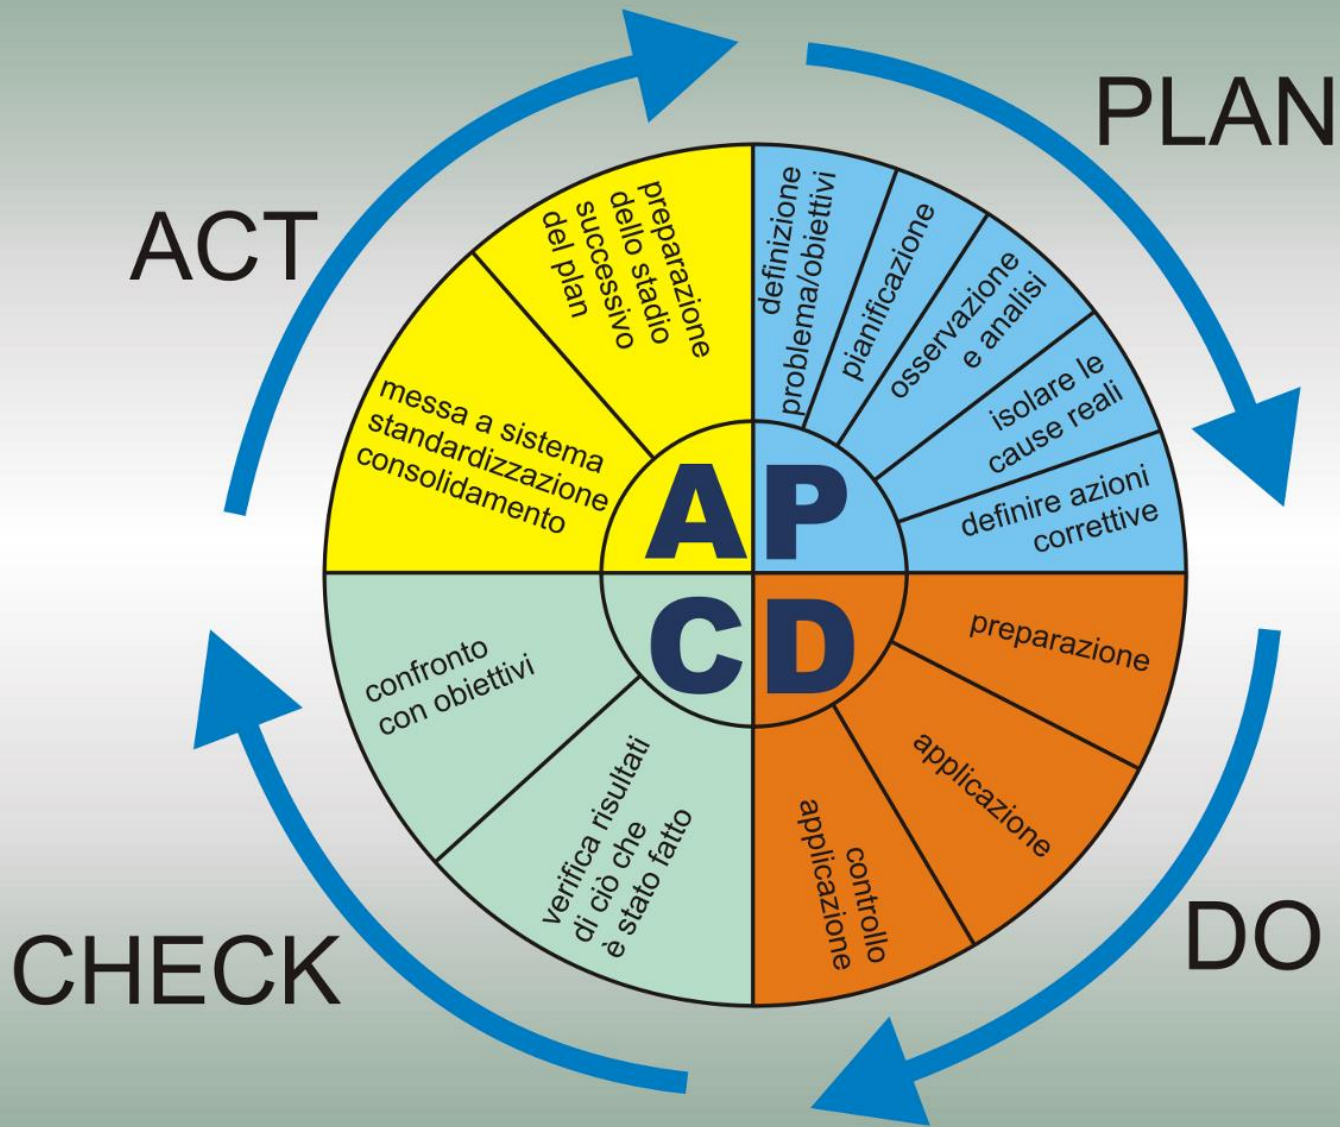 PLAN
definizione
problema/obiettivi
pianificazione
osservazione
e analisi
isolare le
cause reali
definire azioni
correttive
DO
preparazione
applicazione
controllo
applicazione
CHECK
verifica risultati
di ciò che
è stato fatto
confronto
con obiettivi
ACT
messa a sistema
standardizzazione
consolidamento
preparazione
dello stadio
successivo
del plan
A P
C D